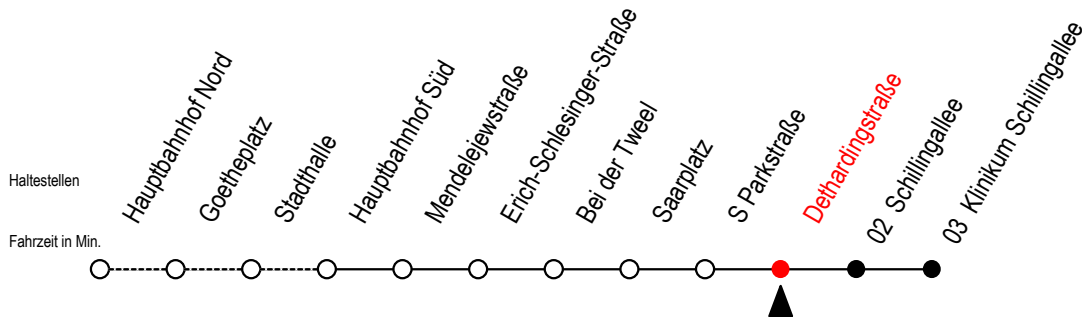 Haltestellen
Fahrzeit in Min.
Hauptbahnhof Nord
Goetheplatz
Stadthalle
Hauptbahnhof Süd
Mendelejewstraße
Erich-Schlesinger-Straße
Bei der Tweel
Saarplatz
S Parkstraße
Dethardingstraße
02 Schillingallee
03 Klinikum Schillingallee